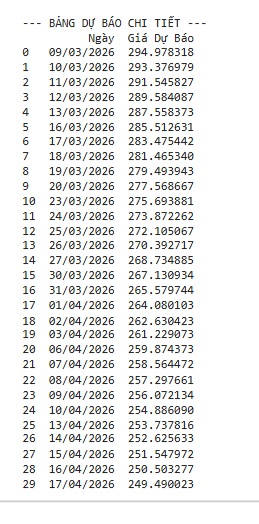 --- BẢNG DỰ BÁO CHI TIẾT ---
Ngày Giá Dự Báo
0 09/03/2026 294.978318
1 10/03/2026 293.376979
2 11/03/2026 291.545827
3 12/03/2026 289.584087
4 13/03/2026 287.558373
5 16/03/2026 285.512631
6 17/03/2026 283.475442
7 18/03/2026 281.465340
8 19/03/2026 279.493943
9 20/03/2026 277.568667
10 23/03/2026 275.693881
11 24/03/2026 273.872262
12 25/03/2026 272.105067
13 26/03/2026 270.392717
14 27/03/2026 268.734885
15 30/03/2026 267.130934
16 31/03/2026 265.579744
17 01/04/2026 264.080103
18 02/04/2026 262.630423
19 03/04/2026 261.229073
20 06/04/2026 259.874373
21 07/04/2026 258.564472
22 08/04/2026 257.297661
23 09/04/2026 256.072134
24 10/04/2026 254.886090
25 13/04/2026 253.737816
26 14/04/2026 252.625633
27 15/04/2026 251.547972
28 16/04/2026 250.503277
29 17/04/2026 249.490023